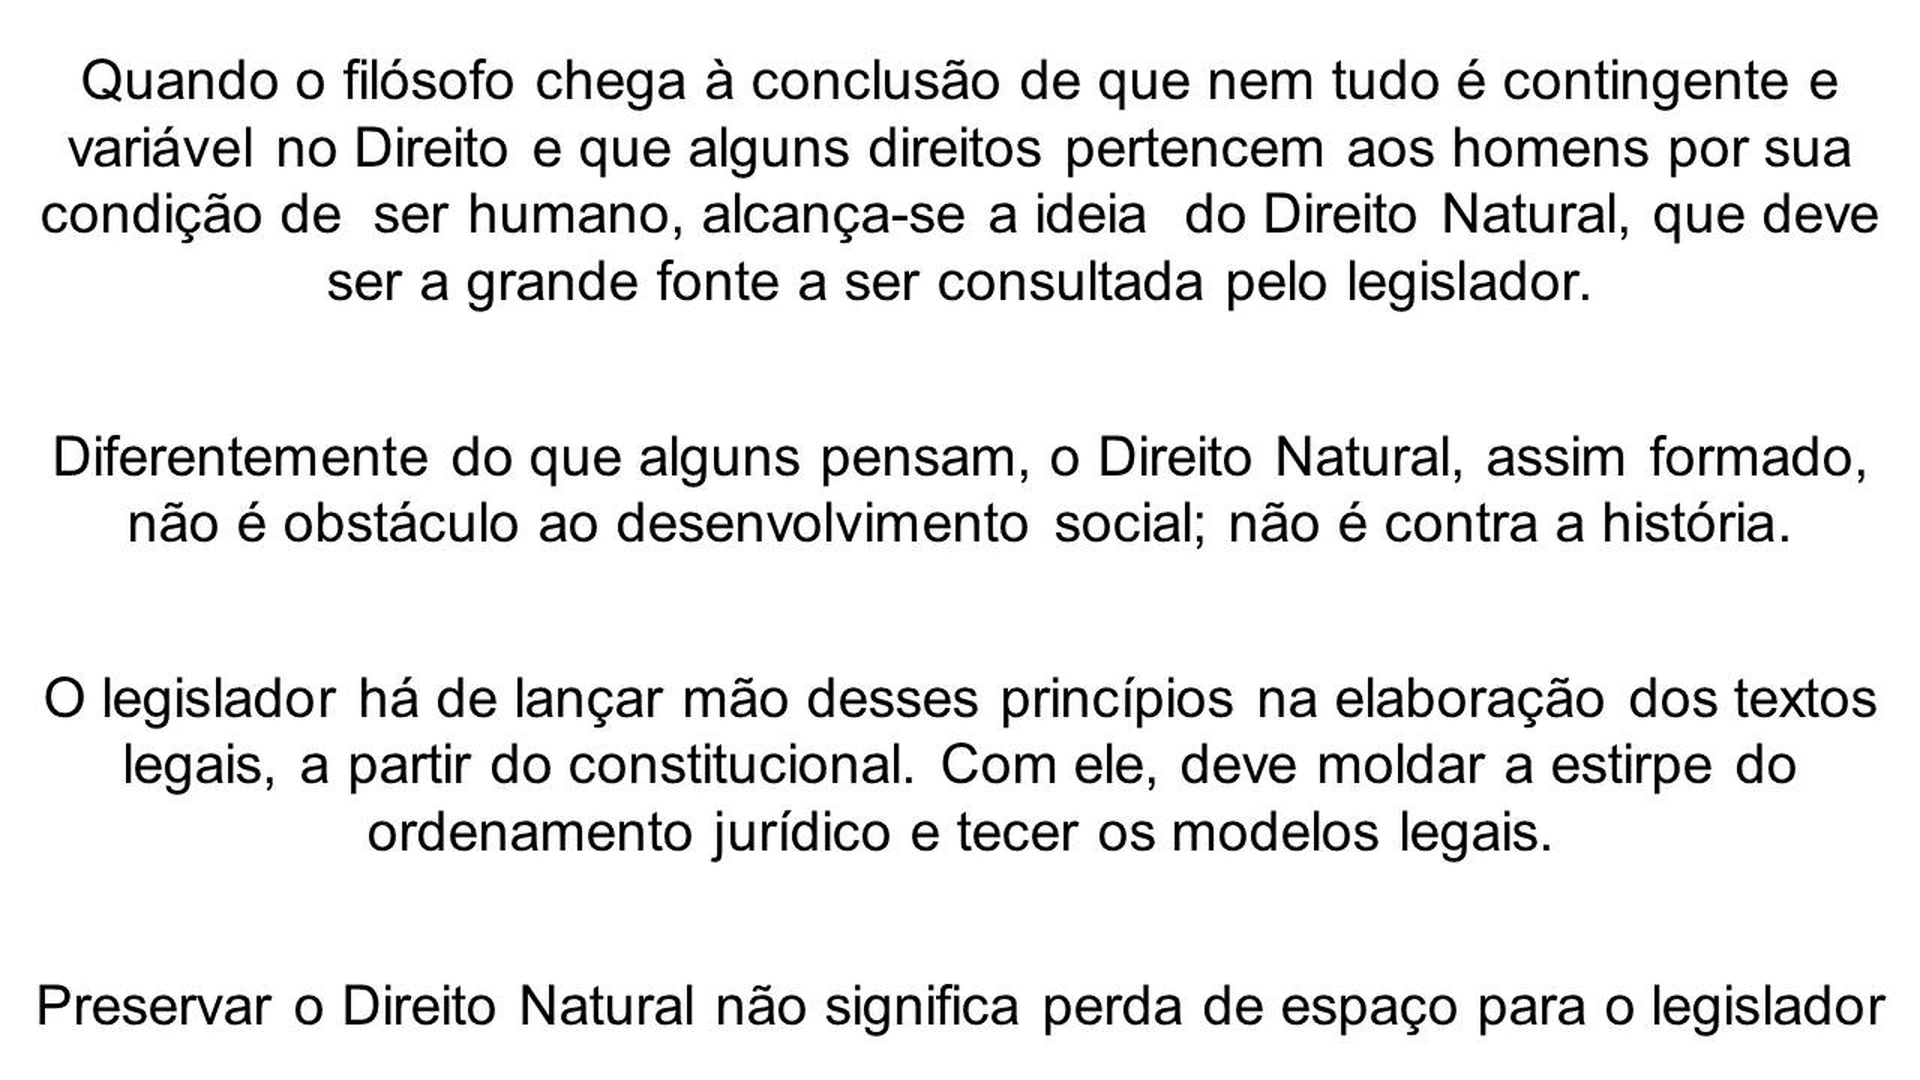 Quando o filósofo chega à conclusão de que nem tudo é contingente e
variável no Direito e que alguns direitos pertencem aos homens por sua
condição de ser humano, alcança-se a ideia do Direito Natural, que deve
ser a grande fonte a ser consultada pelo legislador.
Diferentemente do que alguns pensam, o Direito Natural, assim formado,
não é obstáculo ao desenvolvimento social; não é contra a história.
O legislador há de lançar mão desses princípios na elaboração dos textos
legais, a partir do constitucional. Com ele, deve moldar a estirpe do
ordenamento jurídico e tecer os modelos legais.
Preservar o Direito Natural não significa perda de espaço para o legislador